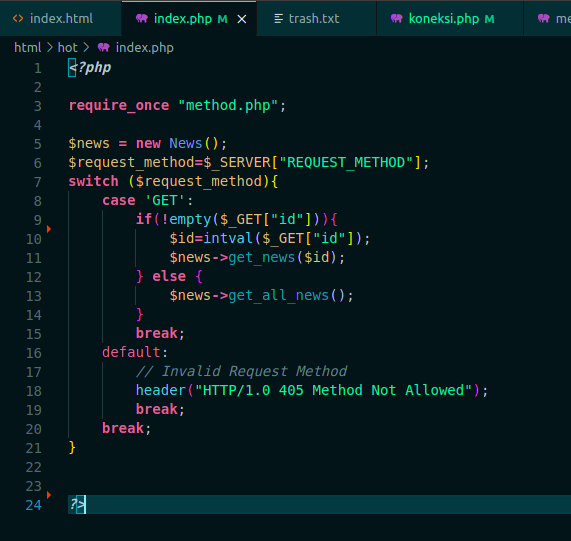 index.html index.php M × trash.txt koneksi.php M me
html > hot > index.php
1 <?php
2
3 require_once "method.php";
4
5 $news = new News();
6 $request_method=$_SERVER["REQUEST_METHOD"];
7 switch ($request_method){
8 case 'GET':
9 if(!empty($_GET["id"])){
10 $id=intval($_GET["id"]);
11 $news->get_news($id);
12 } else {
13 $news->get_all_news();
14 }
15 break;
16 default:
17 // Invalid Request Method
18 header("HTTP/1.0 405 Method Not Allowed");
19 break;
20 break;
21 }
22
23
24 ?>